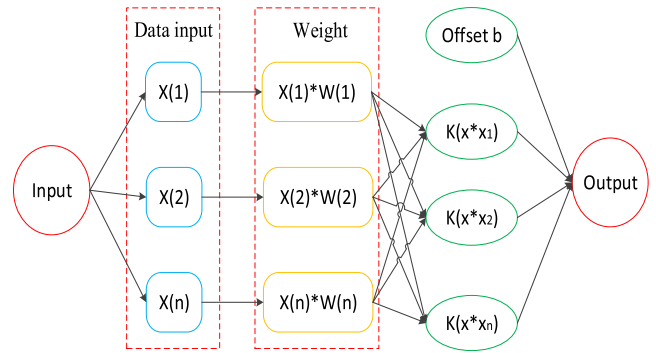 Data input
Weight
Offset b
Input
X(1)
X(2)
X(n)
X(1)*W(1)
X(2)*W(2)
X(n)*W(n)
K(x*x1)
K(x*x2)
K(x*xn)
Output